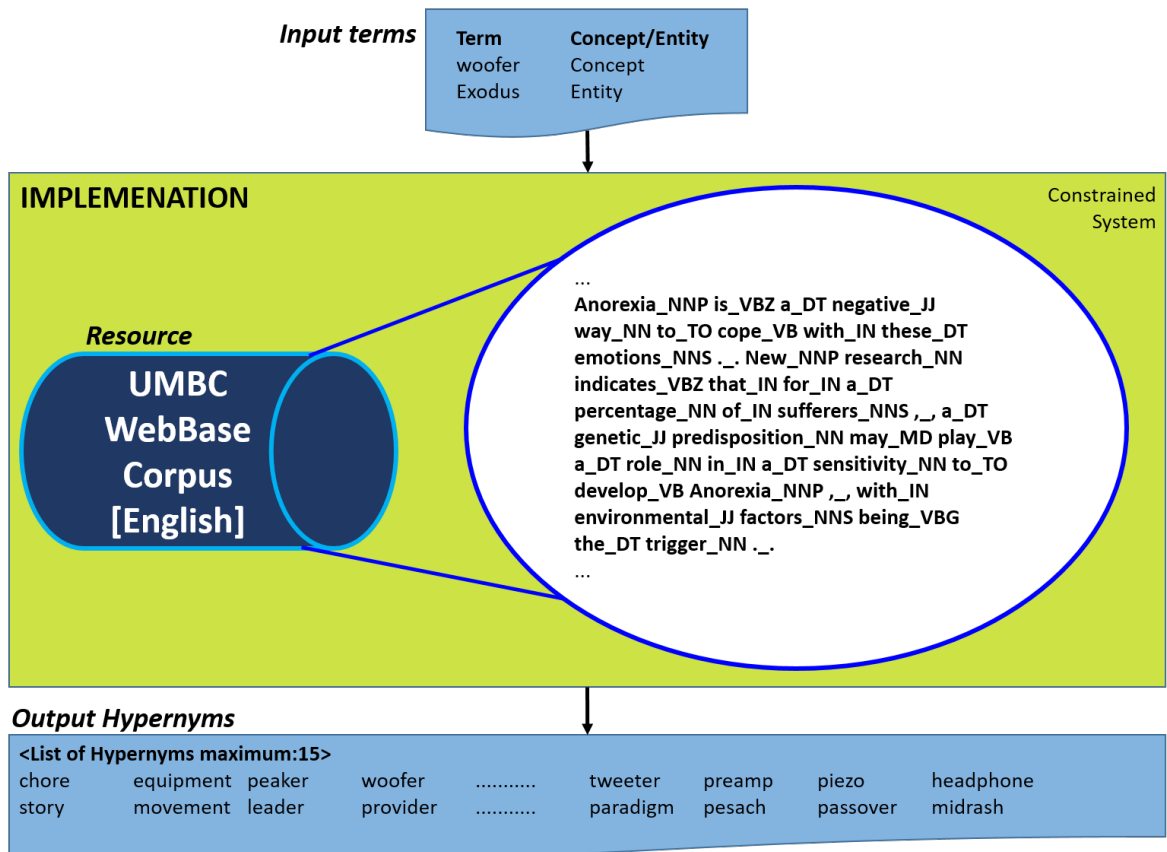 Input terms
Term Concept/Entity
woofer Concept
Exodus Entity
IMPLEMENATION
Constrained
System
Resource
UMBC
WebBase
Corpus
[English]
...
Anorexia_NNP is_VBZ a_DT negative_JJ
way_NN to_TO cope_VB with_IN these_DT
emotions_NNS ._. New_NNP research_NN
indicates_VBZ that_IN for_IN a_DT
percentage_NN of_IN sufferers_NNS ,_, a_DT
genetic_JJ predisposition_NN may_MD play_VB
a_DT role_NN in_IN a_DT sensitivity_NN to_TO
develop_VB Anorexia_NNP ,_, with_IN
environmental_JJ factors_NNS being_VBG
the_DT trigger_NN ._.
...
Output Hypernyms
<List of Hypernyms maximum:15>
chore equipment peaker woofer ........... tweeter preamp piezo headphone
story movement leader provider ........... paradigm pesach passover midrash